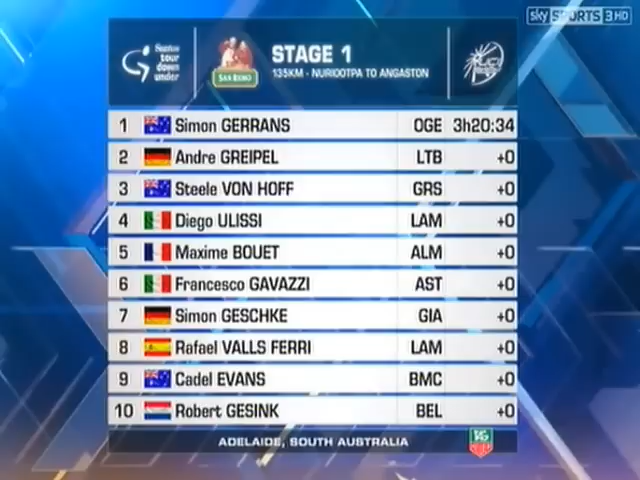 sky SPORTS 3 HD
Santos
tour
down
under
SAN REMO
STAGE 1
135KM - NURIOOTPA TO ANGASTON
1 Simon GERRANS OGE 3h20:34
2 Andre GREIPEL LTB +0
3 Steele VON HOFF GRS +0
4 Diego ULISSI LAM +0
5 Maxime BOUET ALM +0
6 Francesco GAVAZZI AST +0
7 Simon GESCHKE GIA +0
8 Rafael VALLS FERRI LAM +0
9 Cadel EVANS BMC +0
10 Robert GESINK BEL +0
ADELAIDE, SOUTH AUSTRALIA
TAG